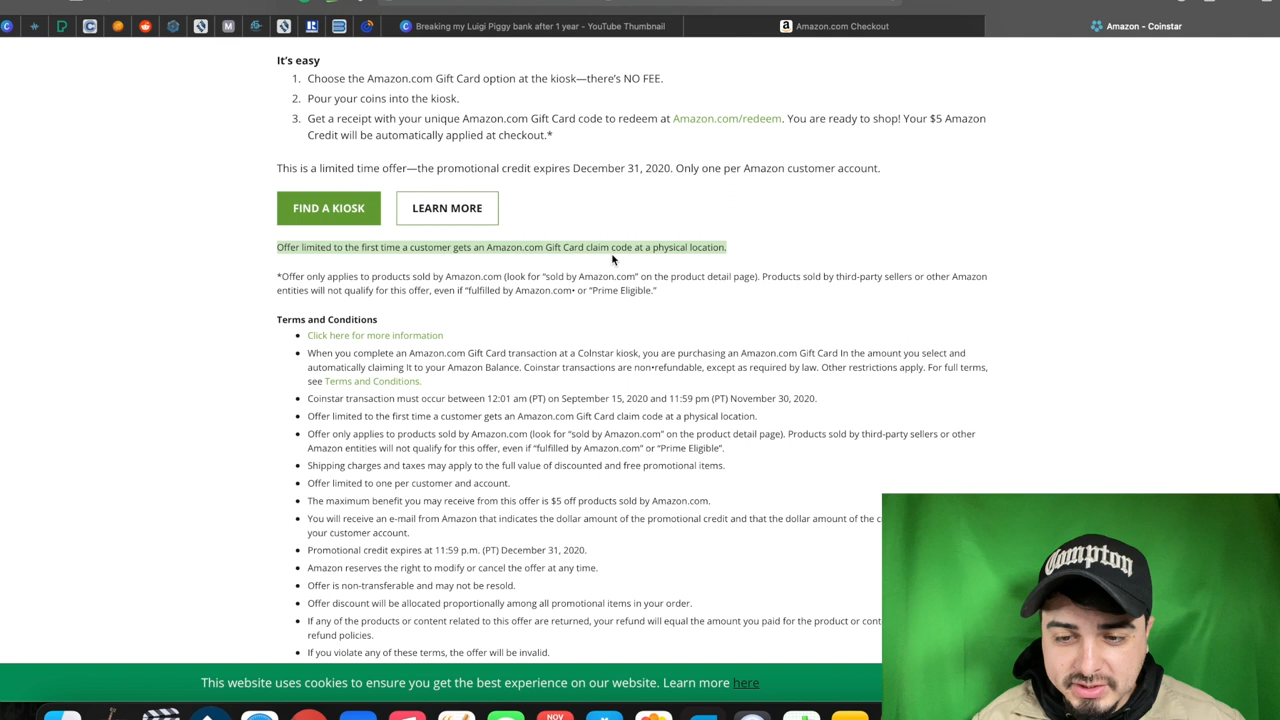 Breaking my Luigi Piggy bank after 1 year - YouTube Thumbnail
Amazon.com Checkout
Amazon - Coinstar
It's easy
1. Choose the Amazon.com Gift Card option at the kiosk—there's NO FEE.
2. Pour your coins into the kiosk.
3. Get a receipt with your unique Amazon.com Gift Card code to redeem at Amazon.com/redeem. You are ready to shop! Your $5 Amazon
Credit will be automatically applied at checkout.*
This is a limited time offer—the promotional credit expires December 31, 2020. Only one per Amazon customer account.
FIND A KIOSK
LEARN MORE
Offer limited to the first time a customer gets an Amazon.com Gift Card claim code at a physical location.
*Offer only applies to products sold by Amazon.com (look for “sold by Amazon.com” on the product detail page). Products sold by third-party sellers or other Amazon
entities will not qualify for this offer, even if “fulfilled by Amazon.com• or “Prime Eligible.”
Terms and Conditions
• Click here for more information
• When you complete an Amazon.com Gift Card transaction at a CoInstar kiosk, you are purchasing an Amazon.com Gift Card In the amount you select and
automatically claiming It to your Amazon Balance. Coinstar transactions are non•refundable, except as required by law. Other restrictions apply. For full terms,
see Terms and Conditions.
• Coinstar transaction must occur between 12:01 am (PT) on September 15, 2020 and 11:59 pm (PT) November 30, 2020.
• Offer limited to the first time a customer gets an Amazon.com Gift Card claim code at a physical location.
• Offer only applies to products sold by Amazon.com (look for “sold by Amazon.com” on the product detail page). Products sold by third-party sellers or other
Amazon entities will not qualify for this offer, even if “fulfilled by Amazon.com” or “Prime Eligible”.
• Shipping charges and taxes may apply to the full value of discounted and free promotional items.
• Offer limited to one per customer and account.
• The maximum benefit you may receive from this offer is $5 off products sold by Amazon.com.
• You will receive an e-mail from Amazon that indicates the dollar amount of the promotional credit and that the dollar amount of the
your customer account.
• Promotional credit expires at 11:59 p.m. (PT) December 31, 2020.
• Amazon reserves the right to modify or cancel the offer at any time.
• Offer is non-transferable and may not be resold.
• Offer discount will be allocated proportionally among all promotional items in your order.
• If any of the products or content related to this offer are returned, your refund will equal the amount you paid for the product or
refund policies.
• If you violate any of these terms, the offer will be invalid.
This website uses cookies to ensure you get the best experience on our website. Learn more here
Compton
NOV